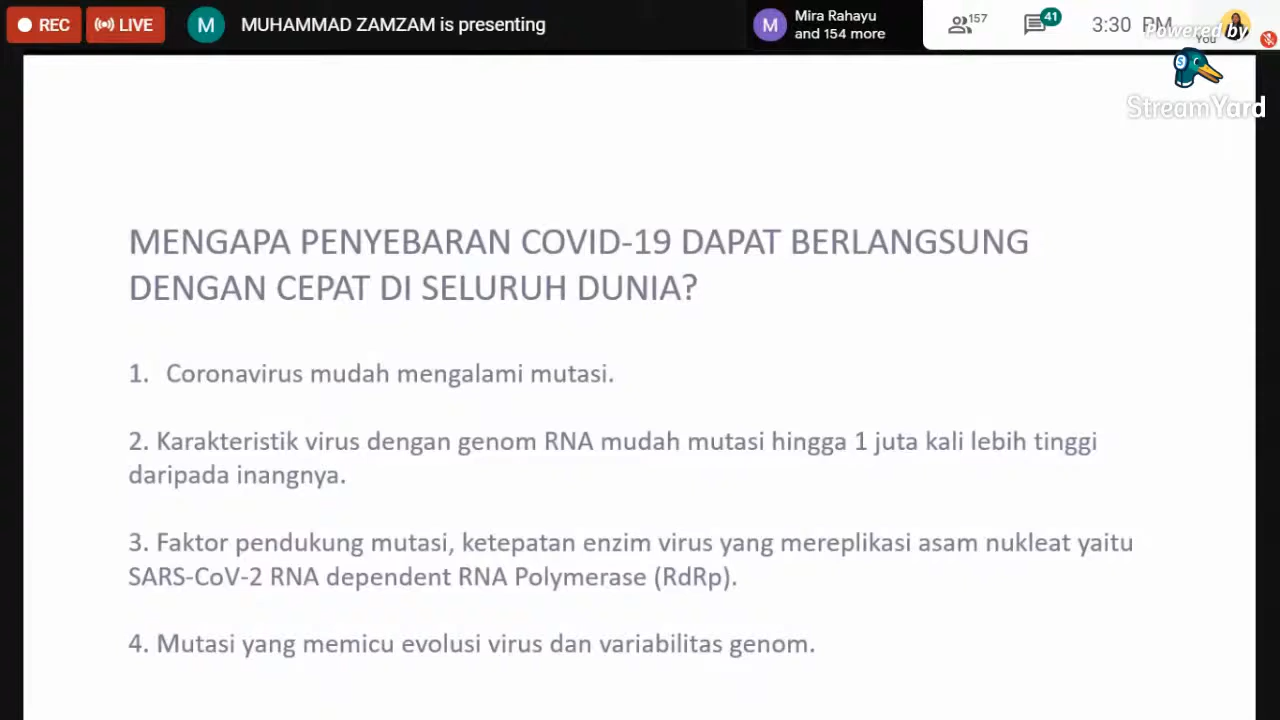 REC
LIVE
M
MUHAMMAD ZAMZAM is presenting
M
Mira Rahayu
and 154 more
157
41
3:30 PM
You
Powered by
S
StreamYard
MENGAPA PENYEBARAN COVID-19 DAPAT BERLANGSUNG
DENGAN CEPAT DI SELURUH DUNIA?
1. Coronavirus mudah mengalami mutasi.
2. Karakteristik virus dengan genom RNA mudah mutasi hingga 1 juta kali lebih tinggi
daripada inangnya.
3. Faktor pendukung mutasi, ketepatan enzim virus yang mereplikasi asam nukleat yaitu
SARS-CoV-2 RNA dependent RNA Polymerase (RdRp).
4. Mutasi yang memicu evolusi virus dan variabilitas genom.